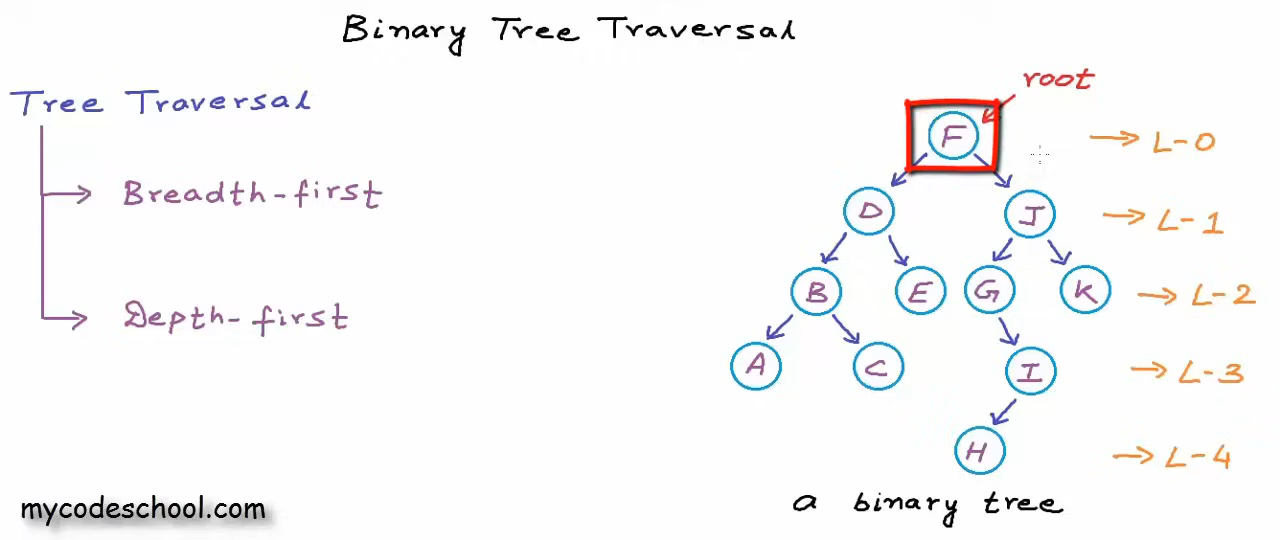 Binary Tree Traversal
Tree Traversal
Breadth-first
Depth-first
root
F
L-0
D
J
L-1
B
E
G
K
L-2
A
C
I
L-3
H
L-4
a binary tree
mycodeschool.com